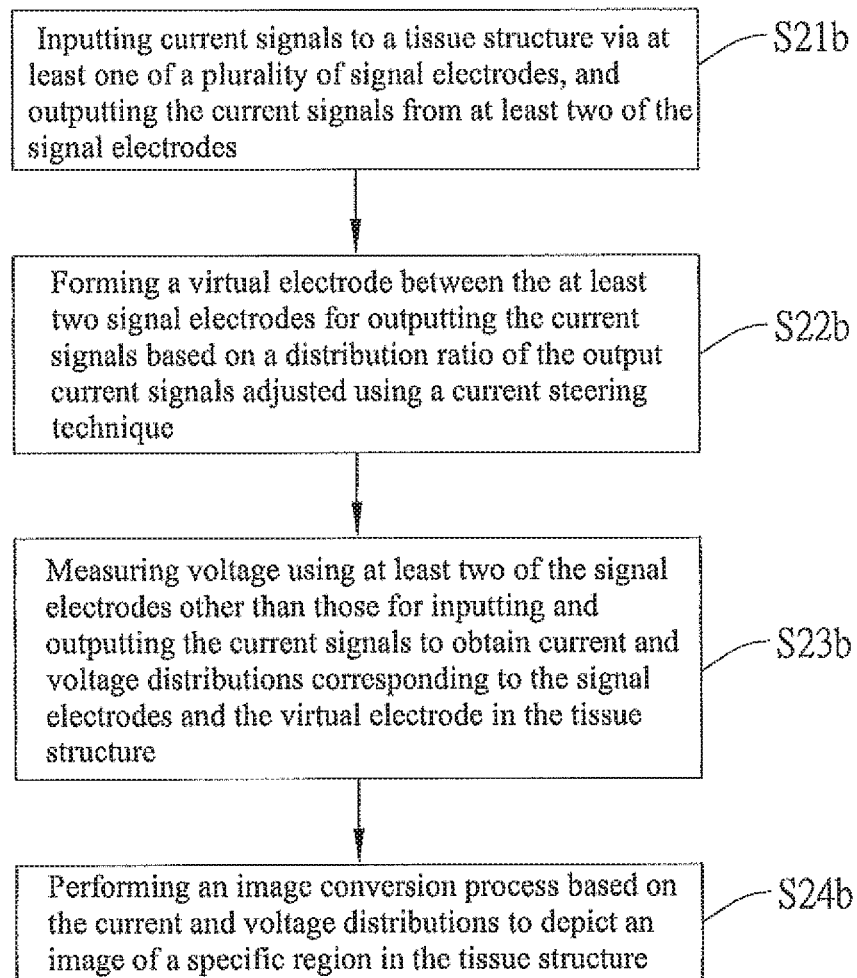 Inputting current signals to a tissue structure via at
least one of a plurality of signal electrodes, and
outputting the current signals from at least two of the
signal electrodes
S21b
Forming a virtual electrode between the at least
two signal electrodes for outputting the current
signals based on a distribution ratio of the output
current signals adjusted using a current steering
technique
S22b
Measuring voltage using at least two of the signal
electrodes other than those for inputting and
outputting the current signals to obtain current and
voltage distributions corresponding to the signal
electrodes and the virtual electrode in the tissue
structure
S23b
Performing an image conversion process based on
the current and voltage distributions to depict an
image of a specific region in the tissue structure
S24b